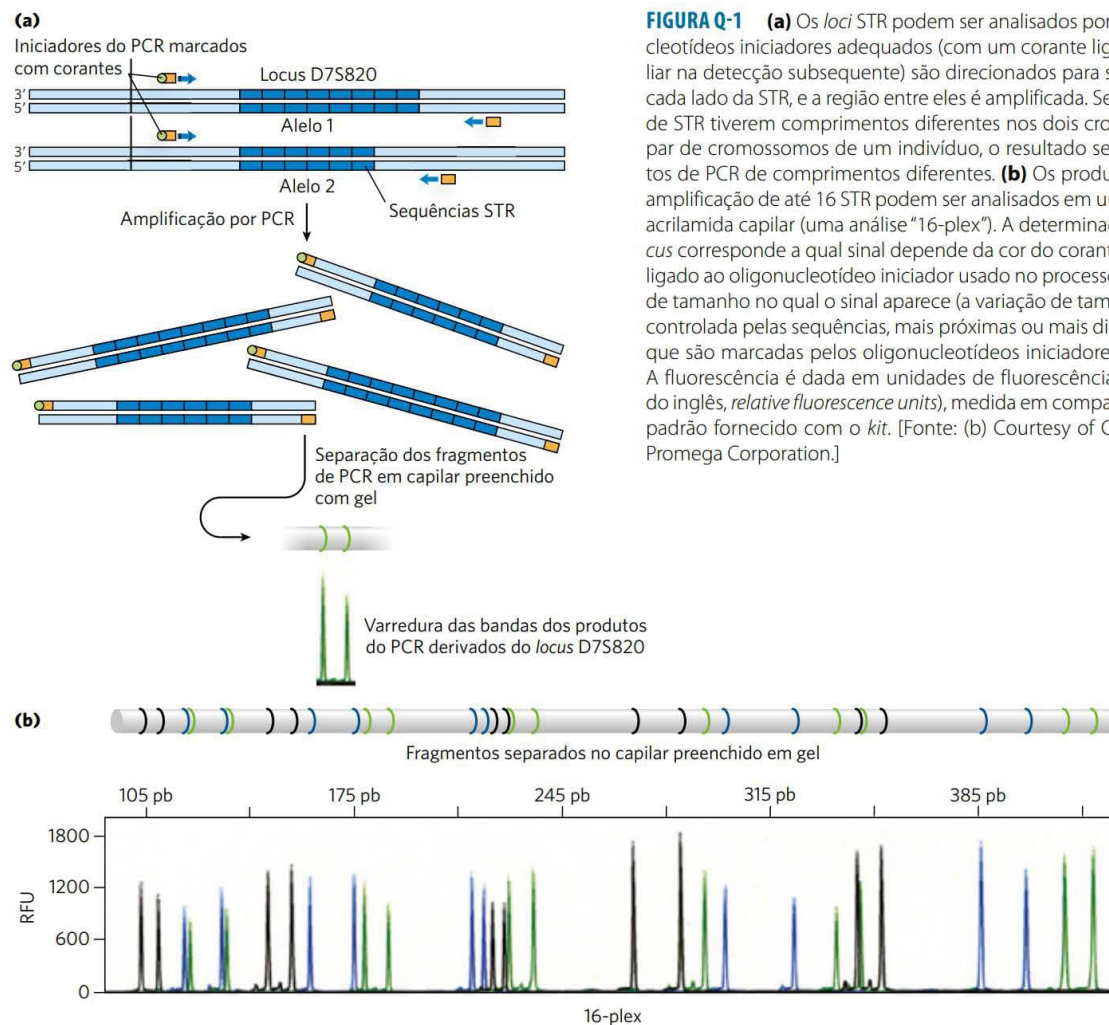 (a)
Iniciadores do PCR marcados
com corantes
Locus D7S820
3′
5′
Alelo 1
3′
5′
Alelo 2
Sequências STR
Amplificação por PCR
Separação dos fragmentos
de PCR em capilar preenchido
com gel
Varredura das bandas dos produtos
do PCR derivados do locus D7S820
FIGURA Q-1 (a) Os loci STR podem ser analisados por
cleotídeos iniciadores adequados (com um corante lig
liar na detecção subsequente) são direcionados para s
cada lado da STR, e a região entre eles é amplificada. Se
de STR tiverem comprimentos diferentes nos dois cro
par de cromossomos de um indivíduo, o resultado se
tos de PCR de comprimentos diferentes. (b) Os produ
amplificação de até 16 STR podem ser analisados em u
acrilamida capilar (uma análise “16-plex”). A determina
cus corresponde a qual sinal depende da cor do corant
ligado ao oligonucleotídeo iniciador usado no processo
de tamanho no qual o sinal aparece (a variação de tam
controlada pelas sequências, mais próximas ou mais di
que são marcadas pelos oligonucleotídeos iniciadore
A fluorescência é dada em unidades de fluorescência
do inglês, relative fluorescence units), medida em compa
padrão fornecido com o kit. [Fonte: (b) Courtesy of C
Promega Corporation.]
(b)
Fragmentos separados no capilar preenchido em gel
105 pb 175 pb 245 pb 315 pb 385 pb
1800
1200
600
0
RFU
16-plex